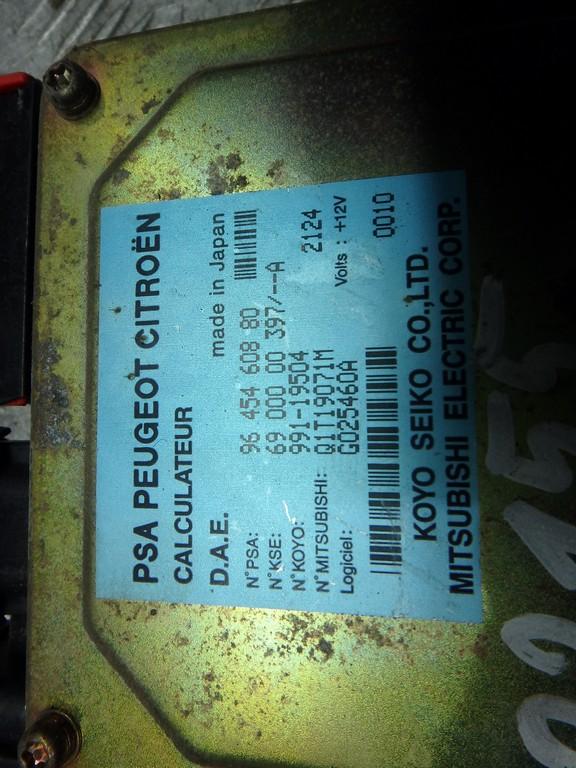 PSA PEUGEOT CITROËN
CALCULATEUR
D.A.E. made in Japan
N°PSA: 96 454 608 80
N°KSE: 69 000 00 397/--A
N°KOYO: 991-19504 2124
N°MITSUBISHI: Q1T19071M Volts : +12V
Logiciel: G025460A
0010
KOYO SEIKO CO.,LTD.
MITSUBISHI ELECTRIC CORP.